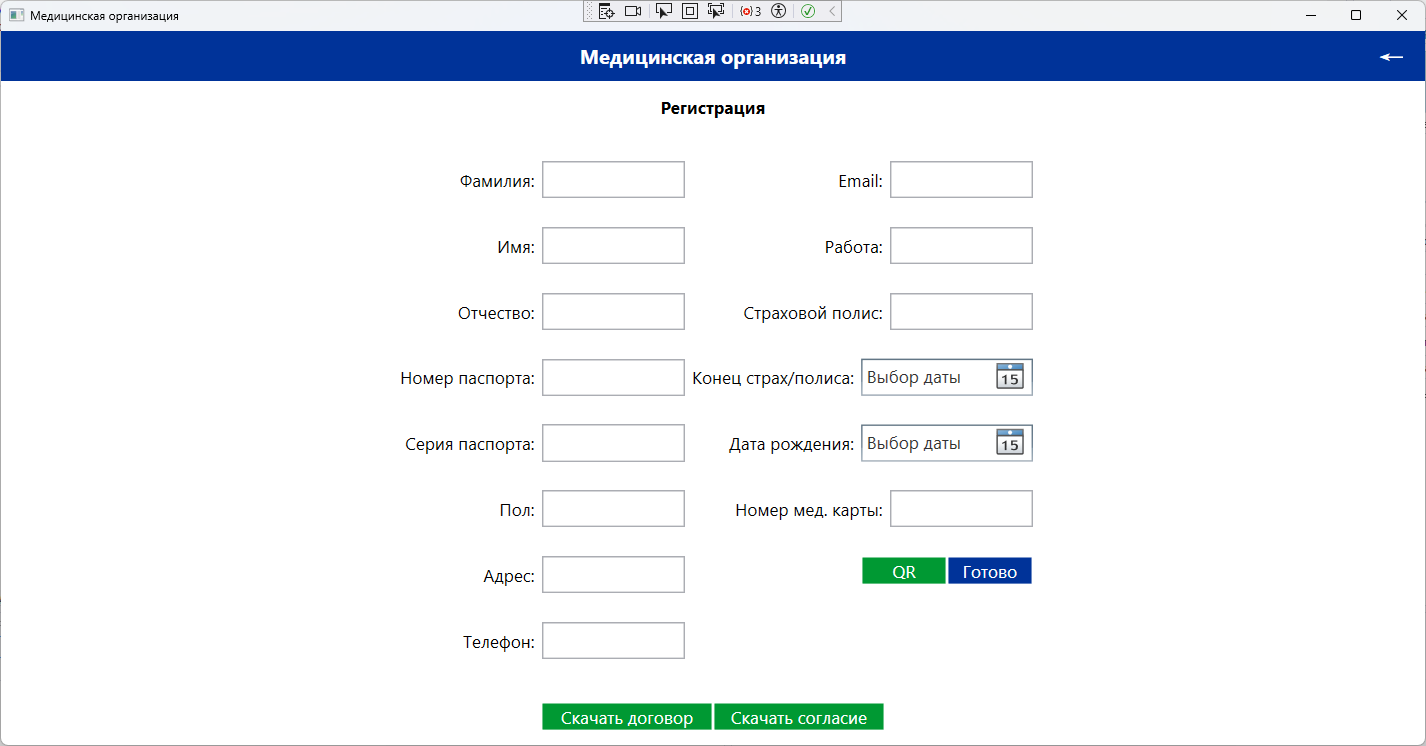 Медицинская организация
3
Медицинская организация
Регистрация
Фамилия:
Email:
Имя:
Работа:
Отчество:
Страховой полис:
Номер паспорта:
Конец страх/полиса:
Выбор даты
15
Серия паспорта:
Дата рождения:
Выбор даты
15
Пол:
Номер мед. карты:
Адрес:
QR
Готово
Телефон:
Скачать договор
Скачать согласие